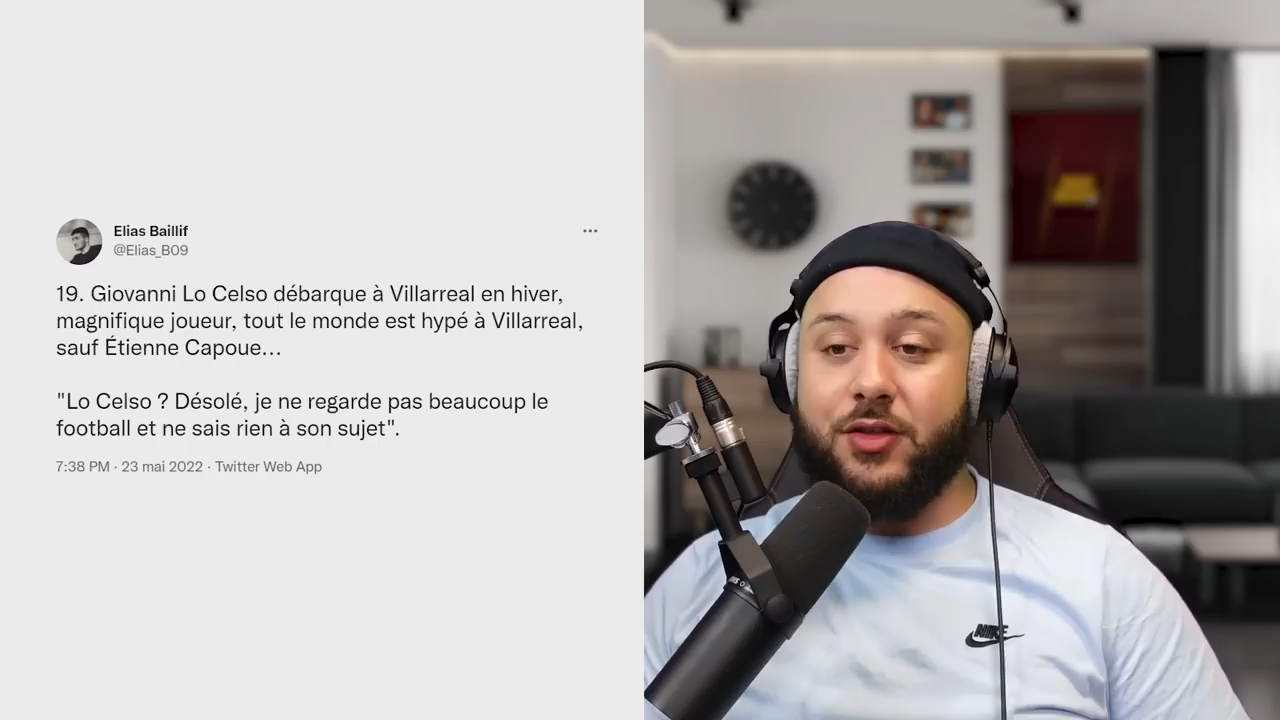 Elias Baillif
@Elias_B09
19. Giovanni Lo Celso débarque à Villarreal en hiver,
magnifique joueur, tout le monde est hypé à Villarreal,
sauf Étienne Capoue…
"Lo Celso ? Désolé, je ne regarde pas beaucoup le
football et ne sais rien à son sujet".
7:38 PM · 23 mai 2022 · Twitter Web App
NIKE